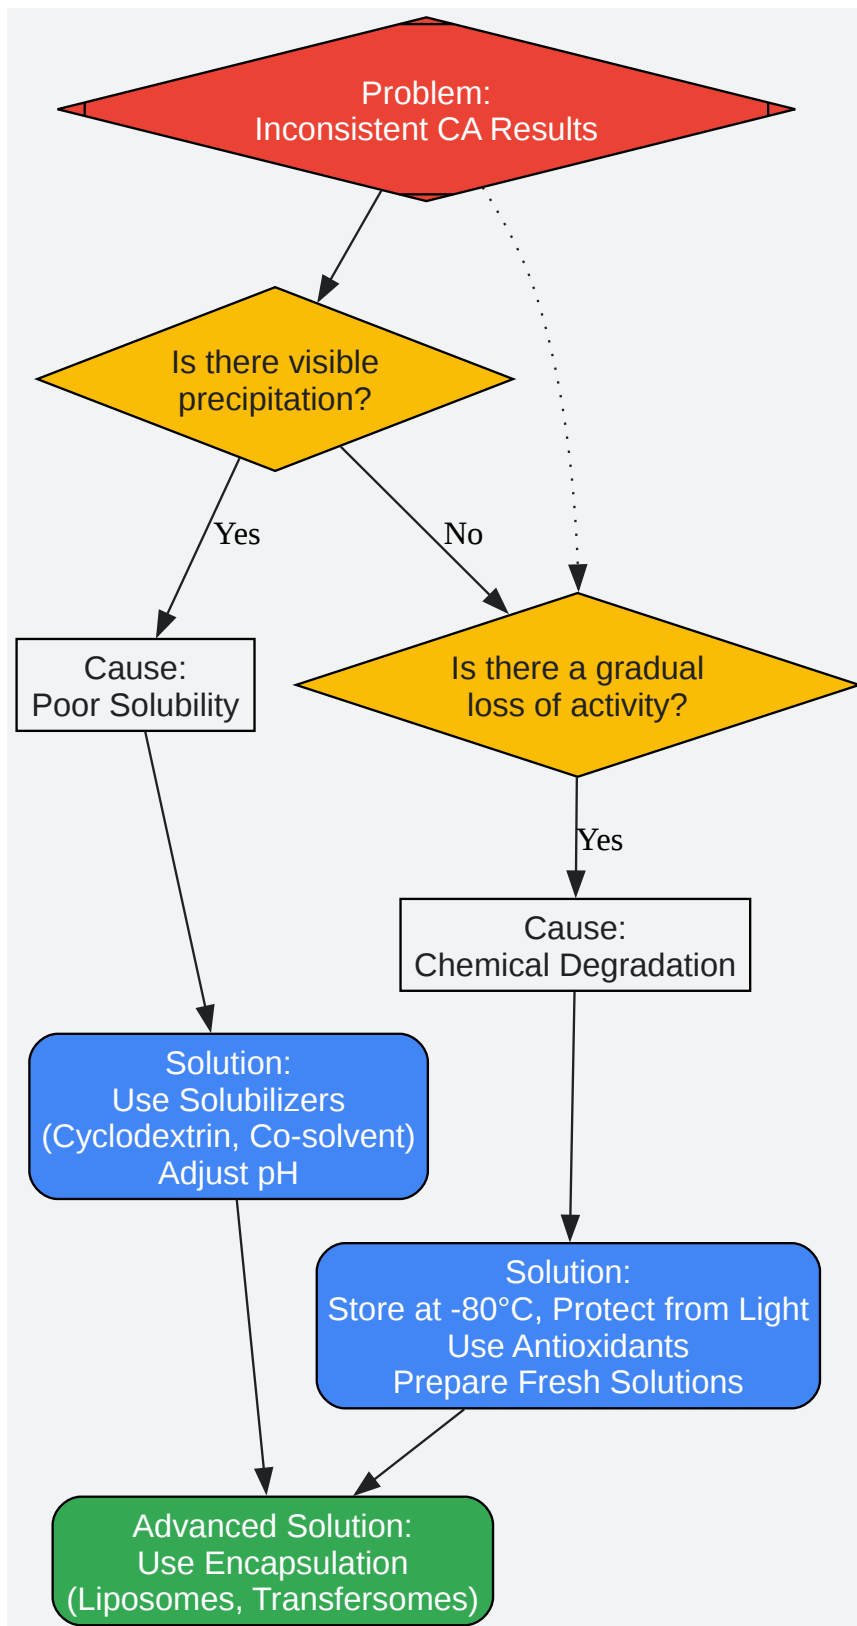 Problem:
Inconsistent CA Results
Is there visible
precipitation?
Yes
No
Cause:
Poor Solubility
Is there a gradual
loss of activity?
Yes
Cause:
Chemical Degradation
Solution:
Use Solubilizers
(Cyclodextrin, Co-solvent)
Adjust pH
Solution:
Store at -80°C, Protect from Light
Use Antioxidants
Prepare Fresh Solutions
Advanced Solution:
Use Encapsulation
(Liposomes, Transfersomes)